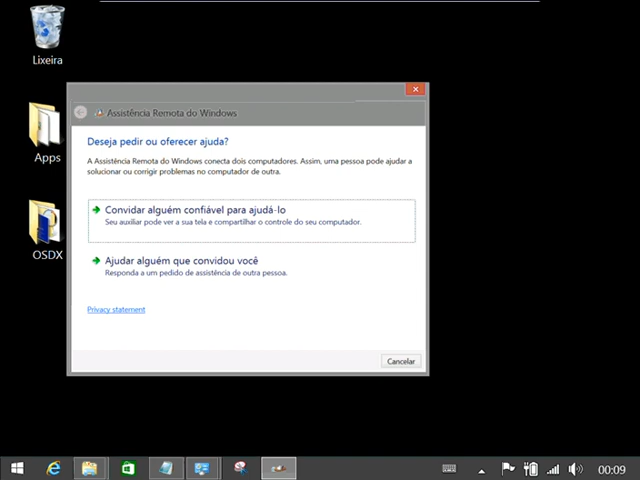 Lixeira
Apps
OSDX
Assistência Remota do Windows
Deseja pedir ou oferecer ajuda?
A Assistência Remota do Windows conecta dois computadores. Assim, uma pessoa pode ajudar a
solucionar ou corrigir problemas no computador de outra.
Convidar alguém confiável para ajudá-lo
Seu auxiliar pode ver a sua tela e compartilhar o controle do seu computador.
Ajudar alguém que convidou você
Responda a um pedido de assistência de outra pessoa.
Privacy statement
Cancelar
00:09